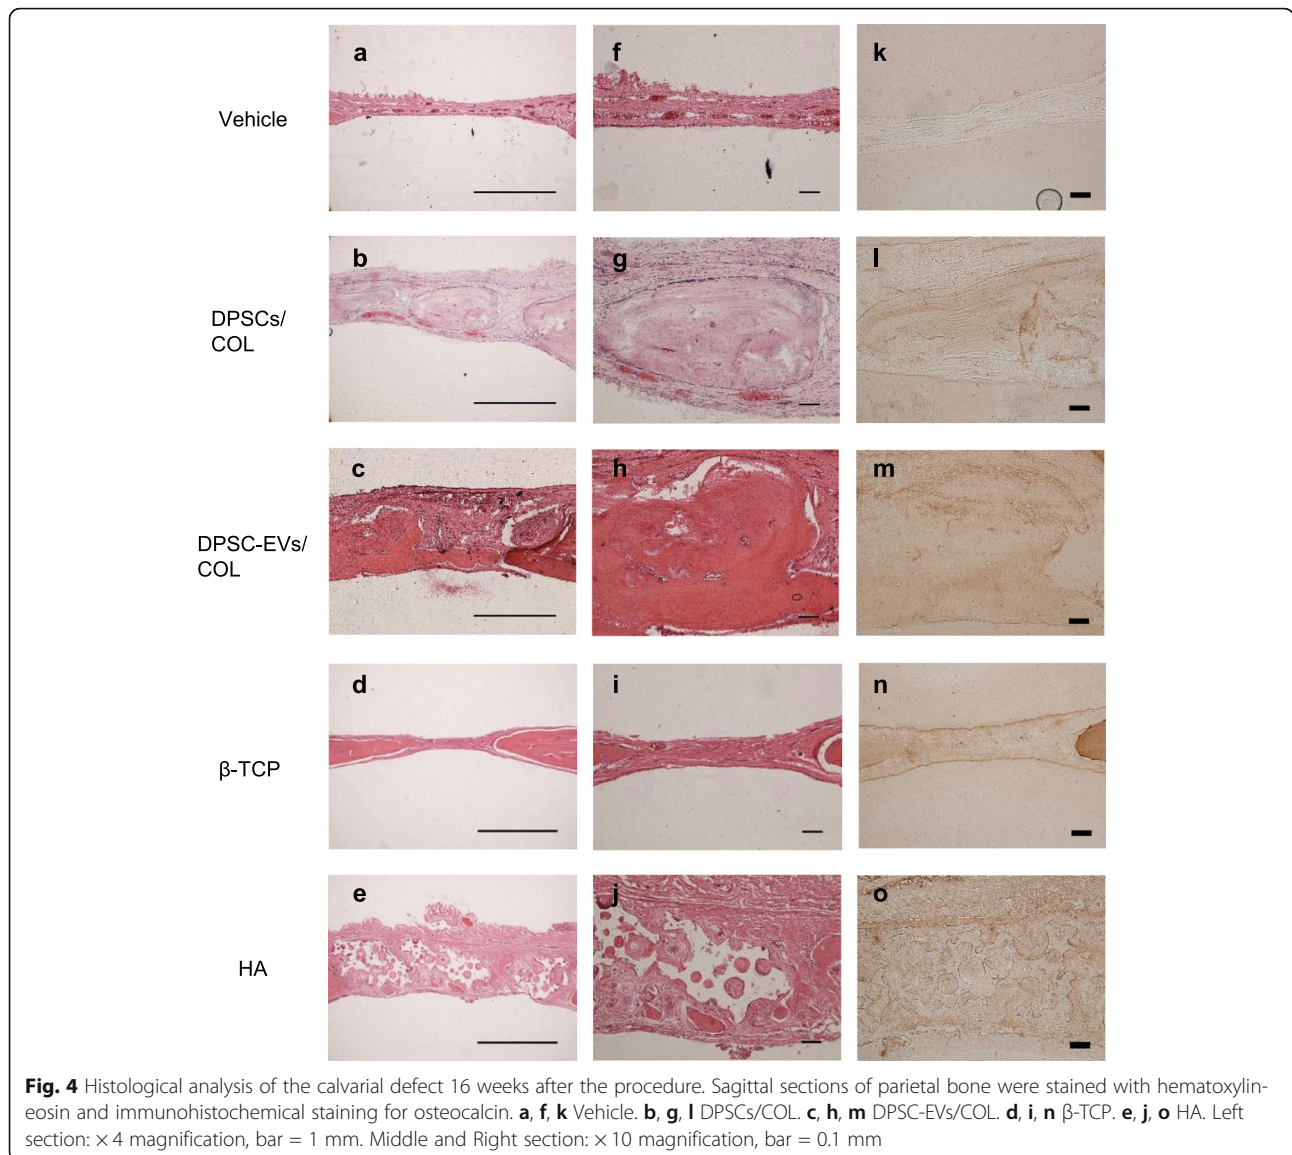 a f k
Vehicle
b g l
DPSCs/
COL
c h m
DPSC-EVs/
COL
d i n
β-TCP
e j o
HA
Fig. 4 Histological analysis of the calvarial defect 16 weeks after the procedure. Sagittal sections of parietal bone were stained with hematoxylin-
eosin and immunohistochemical staining for osteocalcin. a, f, k Vehicle. b, g, l DPSCs/COL. c, h, m DPSC-EVs/COL. d, i, n β-TCP. e, j, o HA. Left
section: × 4 magnification, bar = 1 mm. Middle and Right section: × 10 magnification, bar = 0.1 mm